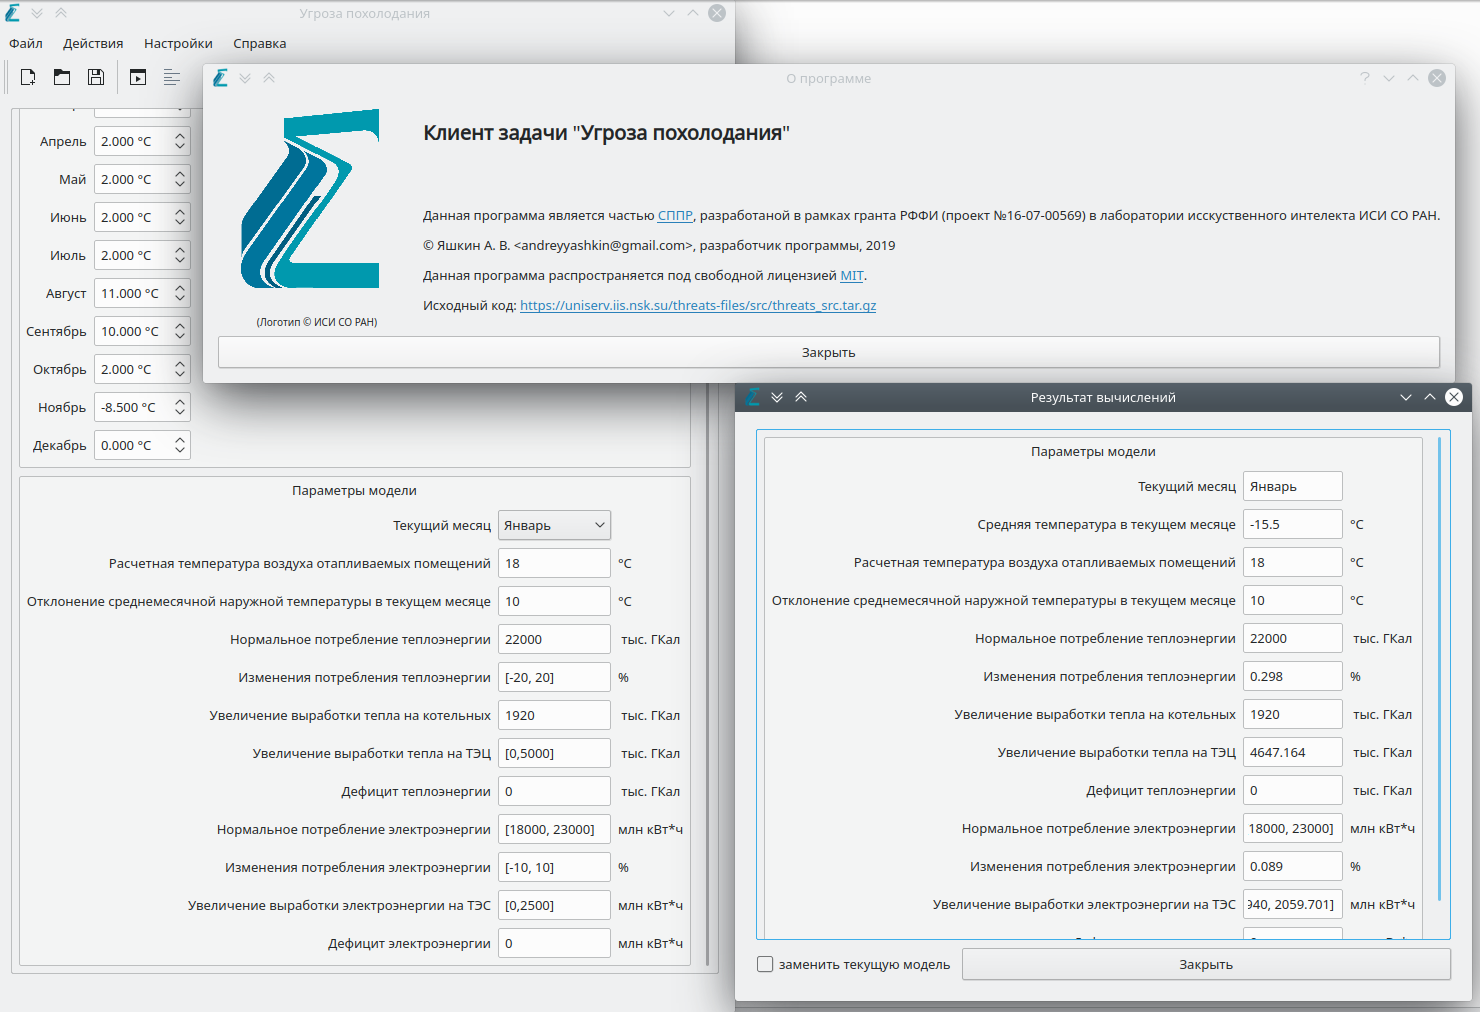 Угроза похолодания
Файл Действия Настройки Справка
Апрель 2.000 °C
Май 2.000 °C
Июнь 2.000 °C
Июль 2.000 °C
Август 11.000 °C
Сентябрь 10.000 °C
Октябрь 2.000 °C
Ноябрь -8.500 °C
Декабрь 0.000 °C
Параметры модели
Текущий месяц Январь
Расчетная температура воздуха отапливаемых помещений 18 °C
Отклонение среднемесячной наружной температуры в текущем месяце 10 °C
Нормальное потребление теплоэнергии 22000 тыс. ГКал
Изменения потребления теплоэнергии [-20, 20] %
Увеличение выработки тепла на котельных 1920 тыс. ГКал
Увеличение выработки тепла на ТЭЦ [0,5000] тыс. ГКал
Дефицит теплоэнергии 0 тыс. ГКал
Нормальное потребление электроэнергии [18000, 23000] млн кВт*ч
Изменения потребления электроэнергии [-10, 10] %
Увеличение выработки электроэнергии на ТЭС [0,2500] млн кВт*ч
Дефицит электроэнергии 0 млн кВт*ч
О программе
Клиент задачи "Угроза похолодания"
Данная программа является частью СППР, разработаной в рамках гранта РФФИ (проект №16-07-00569) в лаборатории исскуственного интелекта ИСИ СО РАН.
© Яшкин А. В. <andreyyashkin@gmail.com>, разработчик программы, 2019
Данная программа распространяется под свободной лицензией MIT.
Исходный код: https://uniserv.iis.nsk.su/threats-files/src/threats_src.tar.gz
(Логотип © ИСИ СО РАН)
Закрыть
Результат вычислений
Параметры модели
Текущий месяц Январь
Средняя температура в текущем месяце -15.5 °C
Расчетная температура воздуха отапливаемых помещений 18 °C
Отклонение среднемесячной наружной температуры в текущем месяце 10 °C
Нормальное потребление теплоэнергии 22000 тыс. ГКал
Изменения потребления теплоэнергии 0.298 %
Увеличение выработки тепла на котельных 1920 тыс. ГКал
Увеличение выработки тепла на ТЭЦ 4647.164 тыс. ГКал
Дефицит теплоэнергии 0 тыс. ГКал
Нормальное потребление электроэнергии 18000, 23000] млн кВт*ч
Изменения потребления электроэнергии 0.089 %
Увеличение выработки электроэнергии на ТЭС 940, 2059.701] млн кВт*ч
заменить текущую модель Закрыть